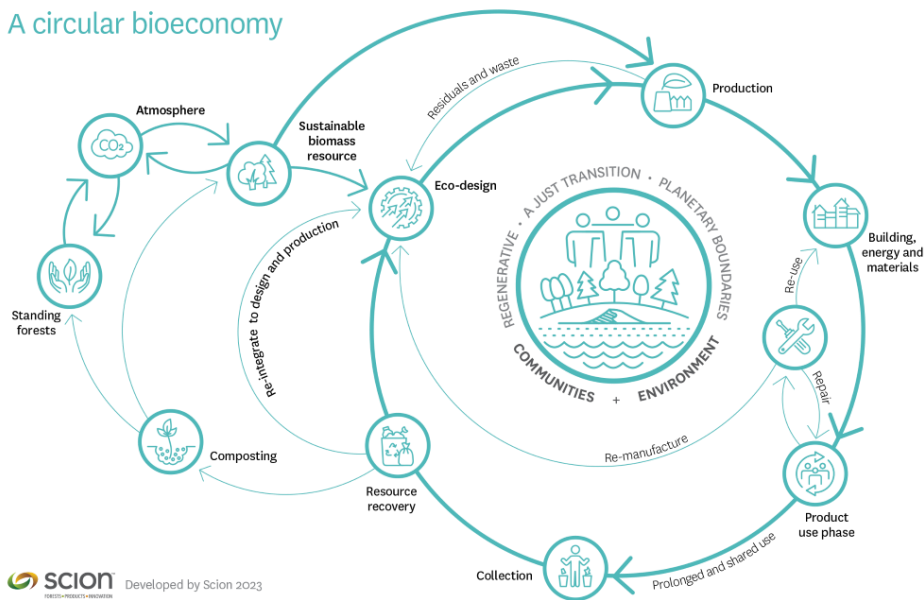 A circular bioeconomy
Atmosphere
CO₂
Sustainable
biomass
resource
Residuals and waste
Production
Eco-design
REGENERATIVE • A JUST TRANSITION • PLANETARY BOUNDARIES
COMMUNITIES + ENVIRONMENT
Building,
energy and
materials
Re-use
Repair
Standing
forests
Re-integrate to design and production
Re-manufacture
Composting
Resource
recovery
Product
use phase
Prolonged and shared use
Collection
SCION
FORESTS•PRODUCTS•INNOVATION
Developed by Scion 2023